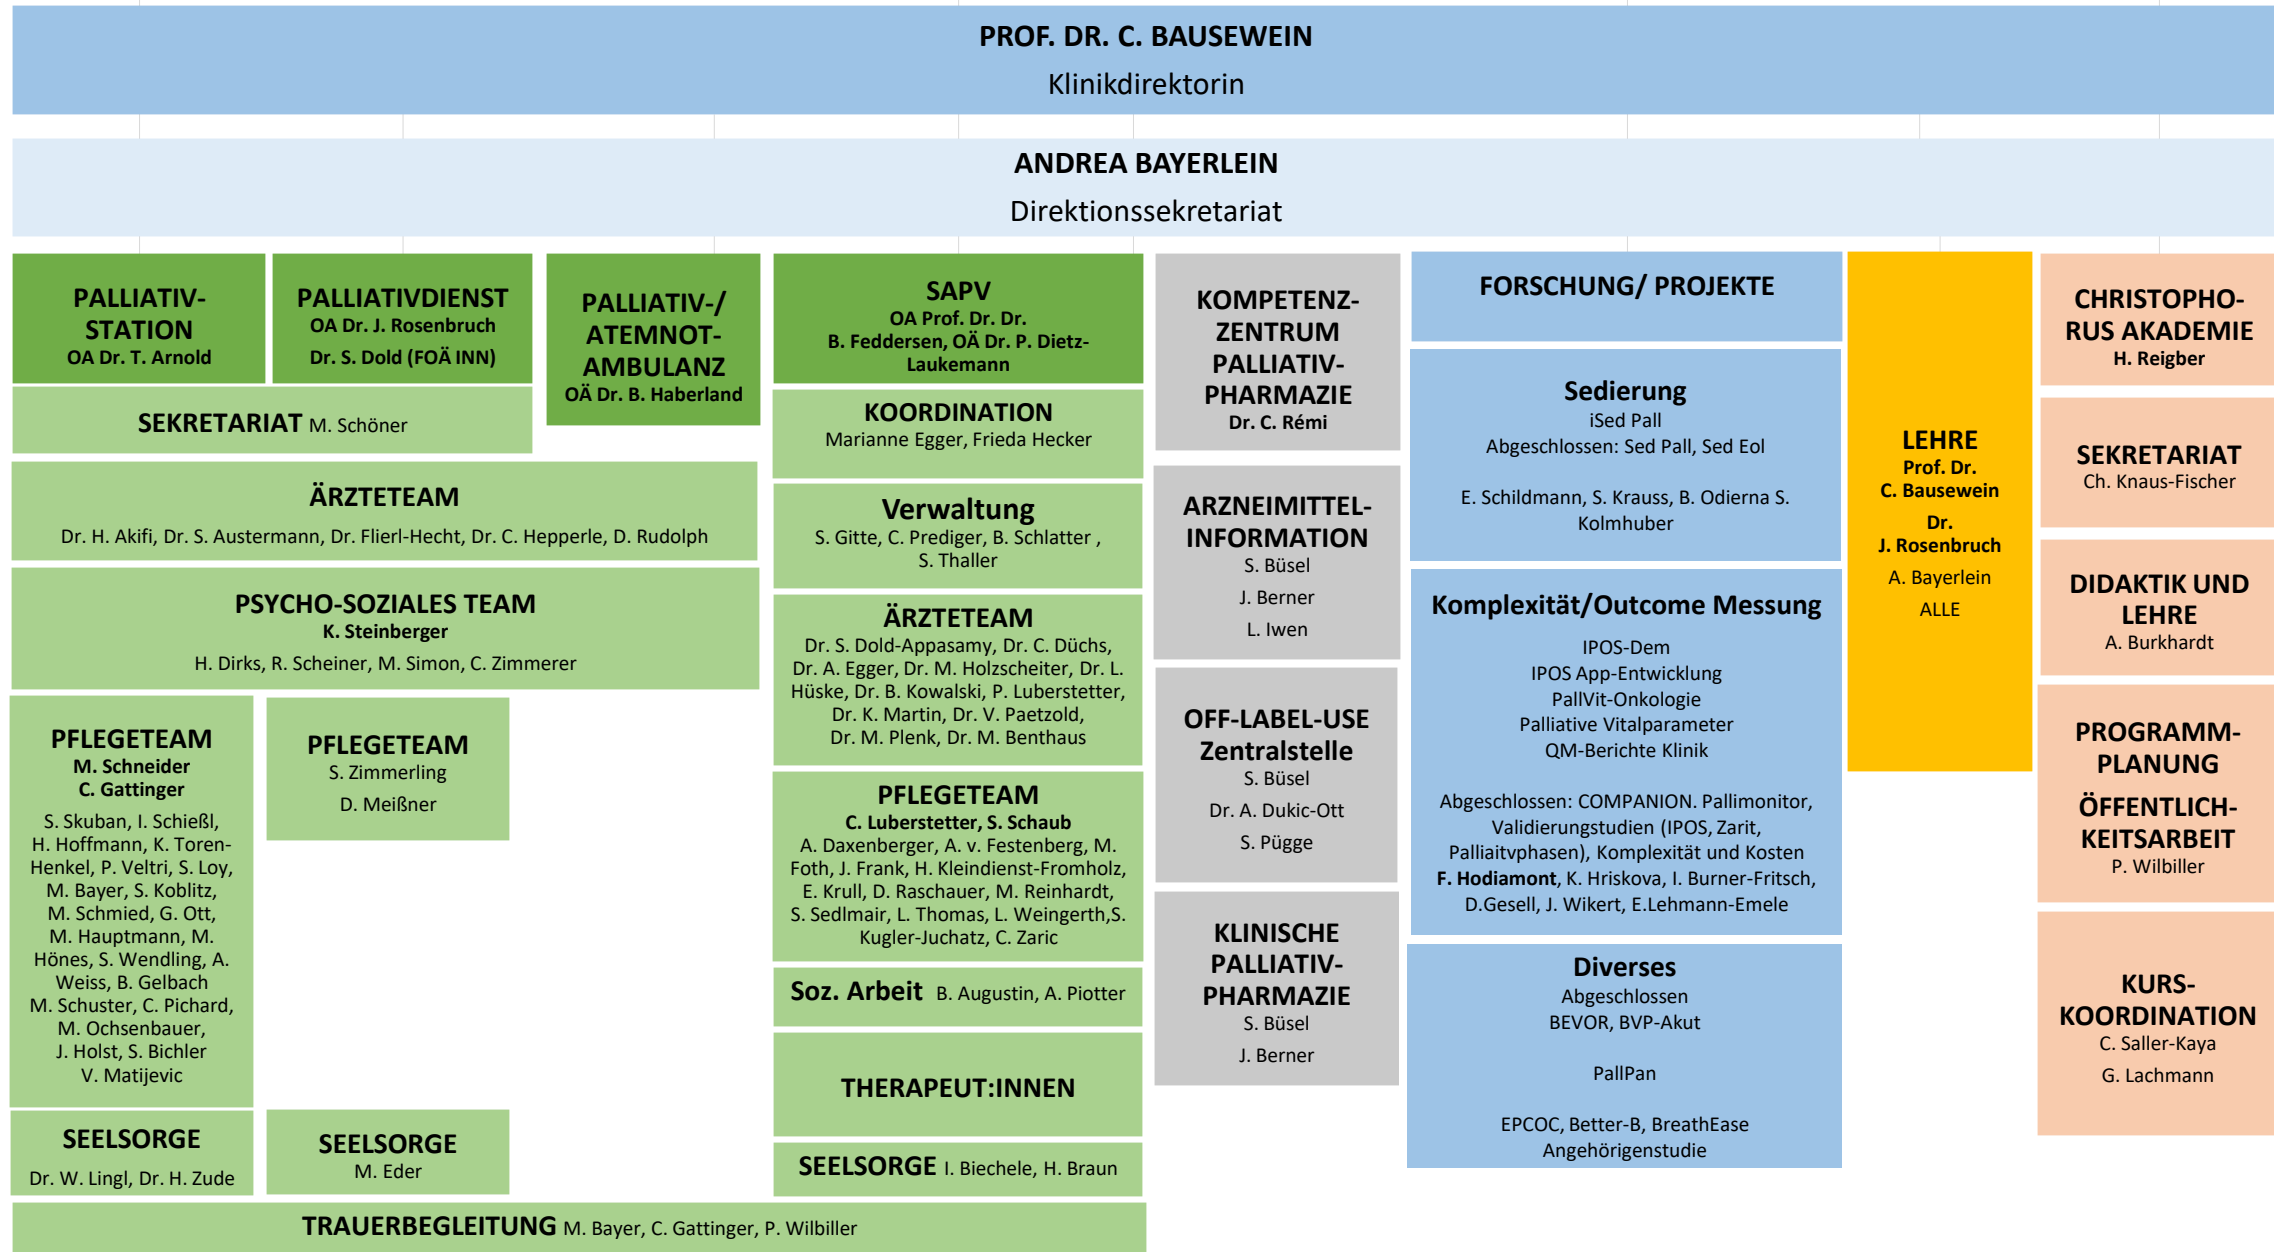 PROF. DR. C. BAUSEWEIN
Klinikdirektorin
ANDREA BAYERLEIN
Direktionssekretariat
PALLIATIV-
STATION
OA Dr. T. Arnold
PALLIATIVDIENST
OA Dr. J. Rosenbruch
Dr. S. Dold (FOÄ INN)
PALLIATIV-/
ATEMNOT-
AMBULANZ
OÄ Dr. B. Haberland
SEKRETARIAT M. Schöner
ÄRZTETEAM
Dr. H. Akifi, Dr. S. Austermann, Dr. Flierl-Hecht, Dr. C. Hepperle, D. Rudolph
PSYCHO-SOZIALES TEAM
K. Steinberger
H. Dirks, R. Scheiner, M. Simon, C. Zimmerer
PFLEGETEAM
M. Schneider
C. Gattinger
S. Skuban, I. Schießl,
H. Hoffmann, K. Toren-
Henkel, P. Veltri, S. Loy,
M. Bayer, S. Koblitz,
M. Schmied, G. Ott,
M. Hauptmann, M.
Hönes, S. Wendling, A.
Weiss, B. Gelbach
M. Schuster, C. Pichard,
M. Ochsenbauer,
J. Holst, S. Bichler
V. Matijevic
PFLEGETEAM
S. Zimmerling
D. Meißner
SEELSORGE
Dr. W. Lingl, Dr. H. Zude
SEELSORGE
M. Eder
SAPV
OA Prof. Dr. Dr.
B. Feddersen, OÄ Dr. P. Dietz-
Laukemann
KOORDINATION
Marianne Egger, Frieda Hecker
Verwaltung
S. Gitte, C. Prediger, B. Schlatter ,
S. Thaller
ÄRZTETEAM
Dr. S. Dold-Appasamy, Dr. C. Düchs,
Dr. A. Egger, Dr. M. Holzscheiter, Dr. L.
Hüske, Dr. B. Kowalski, P. Luberstetter,
Dr. K. Martin, Dr. V. Paetzold,
Dr. M. Plenk, Dr. M. Benthaus
PFLEGETEAM
C. Luberstetter, S. Schaub
A. Daxenberger, A. v. Festenberg, M.
Foth, J. Frank, H. Kleindienst-Fromholz,
E. Krull, D. Raschauer, M. Reinhardt,
S. Sedlmair, L. Thomas, L. Weingerth,S.
Kugler-Juchatz, C. Zaric
Soz. Arbeit B. Augustin, A. Piotter
THERAPEUT:INNEN
SEELSORGE I. Biechele, H. Braun
TRAUERBEGLEITUNG M. Bayer, C. Gattinger, P. Wilbiller
KOMPETENZ-
ZENTRUM
PALLIATIV-
PHARMAZIE
Dr. C. Rémi
ARZNEIMITTEL-
INFORMATION
S. Büsel
J. Berner
L. Iwen
OFF-LABEL-USE
Zentralstelle
S. Büsel
Dr. A. Dukic-Ott
S. Pügge
KLINISCHE
PALLIATIV-
PHARMAZIE
S. Büsel
J. Berner
FORSCHUNG/ PROJEKTE
Sedierung
iSed Pall
Abgeschlossen: Sed Pall, Sed Eol
E. Schildmann, S. Krauss, B. Odierna S.
Kolmhuber
Komplexität/Outcome Messung
IPOS-Dem
IPOS App-Entwicklung
PallVit-Onkologie
Palliative Vitalparameter
QM-Berichte Klinik
Abgeschlossen: COMPANION. Pallimonitor,
Validierungstudien (IPOS, Zarit,
Palliaitvphasen), Komplexität und Kosten
F. Hodiamont, K. Hriskova, I. Burner-Fritsch,
D.Gesell, J. Wikert, E.Lehmann-Emele
Diverses
Abgeschlossen
BEVOR, BVP-Akut
PallPan
EPCOC, Better-B, BreathEase
Angehörigenstudie
LEHRE
Prof. Dr.
C. Bausewein
Dr.
J. Rosenbruch
A. Bayerlein
ALLE
CHRISTOPHO-
RUS AKADEMIE
H. Reigber
SEKRETARIAT
Ch. Knaus-Fischer
DIDAKTIK UND
LEHRE
A. Burkhardt
PROGRAMM-
PLANUNG
ÖFFENTLICH-
KEITSARBEIT
P. Wilbiller
KURS-
KOORDINATION
C. Saller-Kaya
G. Lachmann